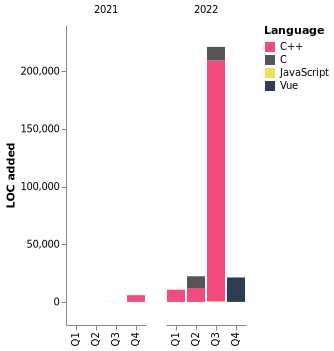 2021
2022
Language
C++
C
JavaScript
Vue
LOC added
200,000
150,000
100,000
50,000
0
Q1
Q2
Q3
Q4
Q1
Q2
Q3
Q4